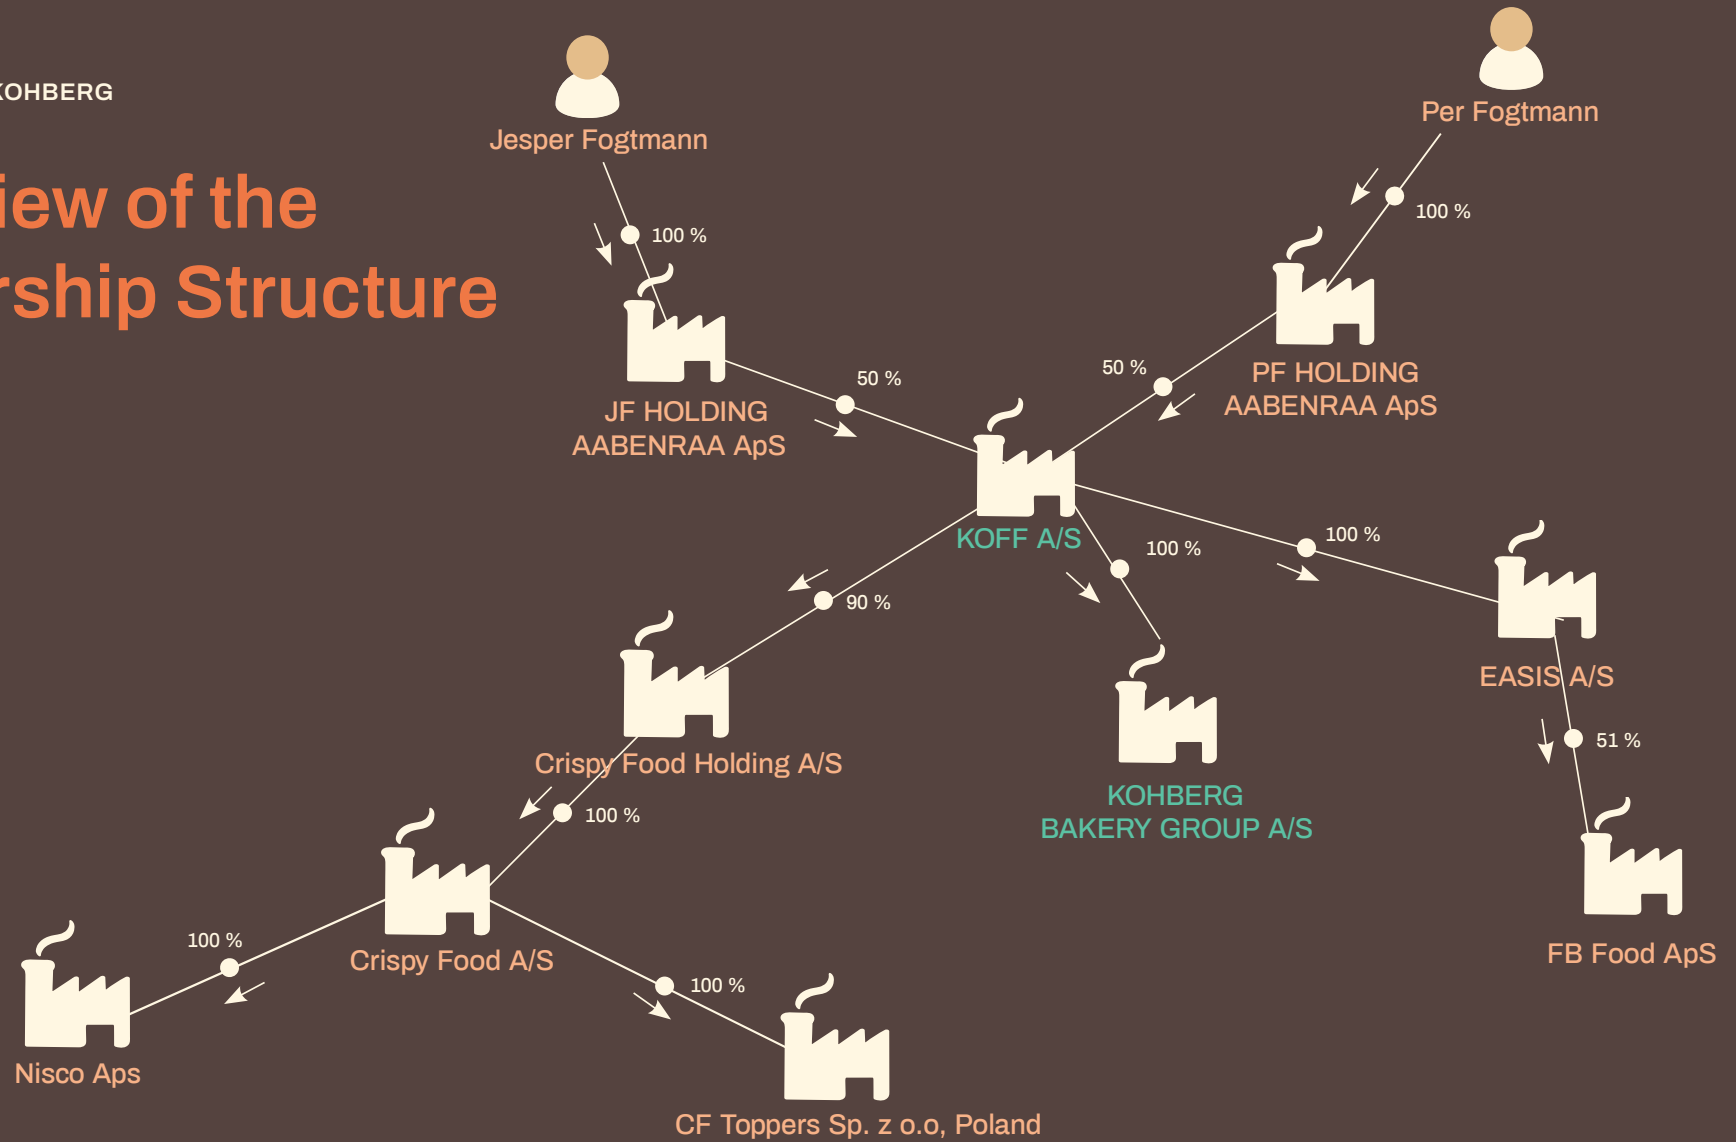 KOHBERG
iew of the
rship Structure
Jesper Fogtmann
Per Fogtmann
100 %
100 %
50 %
50 %
JF HOLDING
AABENRAA ApS
PF HOLDING
AABENRAA ApS
KOFF A/S
100 %
100 %
90 %
EASIS A/S
51 %
Crispy Food Holding A/S
100 %
KOHBERG
BAKERY GROUP A/S
100 %
Crispy Food A/S
100 %
FB Food ApS
Nisco Aps
CF Toppers Sp. z o.o, Poland